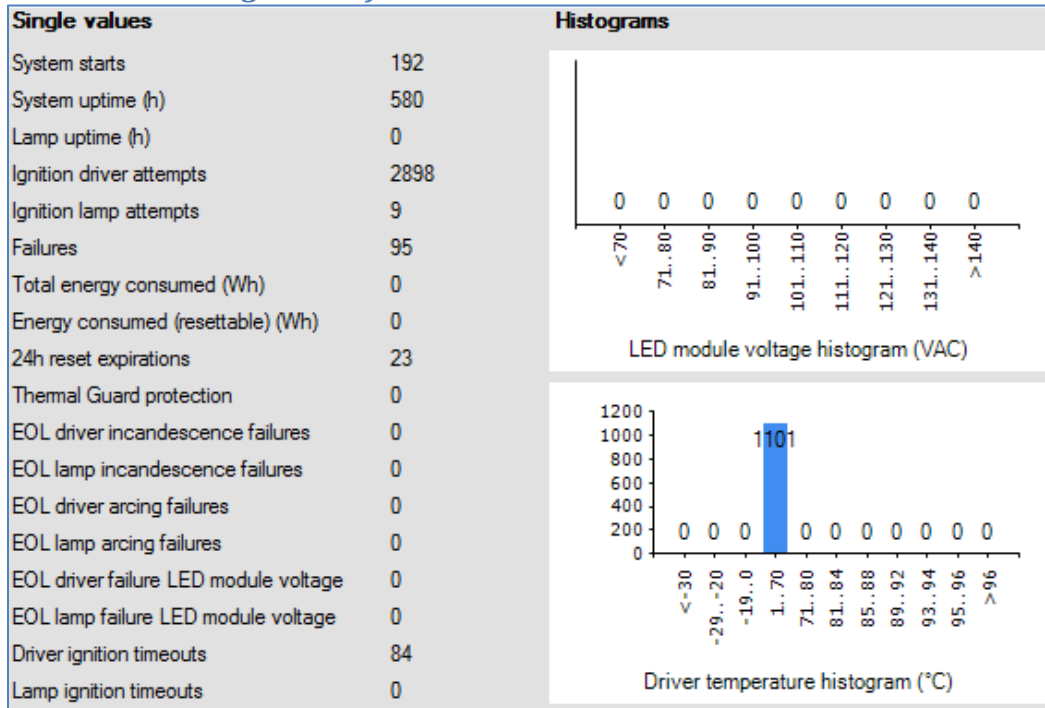 Single values
System starts 192
System uptime (h) 580
Lamp uptime (h) 0
Ignition driver attempts 2898
Ignition lamp attempts 9
Failures 95
Total energy consumed (Wh) 0
Energy consumed (resettable) (Wh) 0
24h reset expirations 23
Thermal Guard protection 0
EOL driver incandescence failures 0
EOL lamp incandescence failures 0
EOL driver arcing failures 0
EOL lamp arcing failures 0
EOL driver failure LED module voltage 0
EOL lamp failure LED module voltage 0
Driver ignition timeouts 84
Lamp ignition timeouts 0
Histograms
0 0 0 0 0 0 0 0 0
<70 71..80 81..90 91..100 101..110 111..120 121..130 131..140 >140
LED module voltage histogram (VAC)
1200
1000
800
600
400
200
0
0 0 0 1101 0 0 0 0 0 0 0
<-30 -29..-20 -19..0 1..70 71..80 81..84 85..88 89..92 93..94 95..96 >96
Driver temperature histogram (°C)